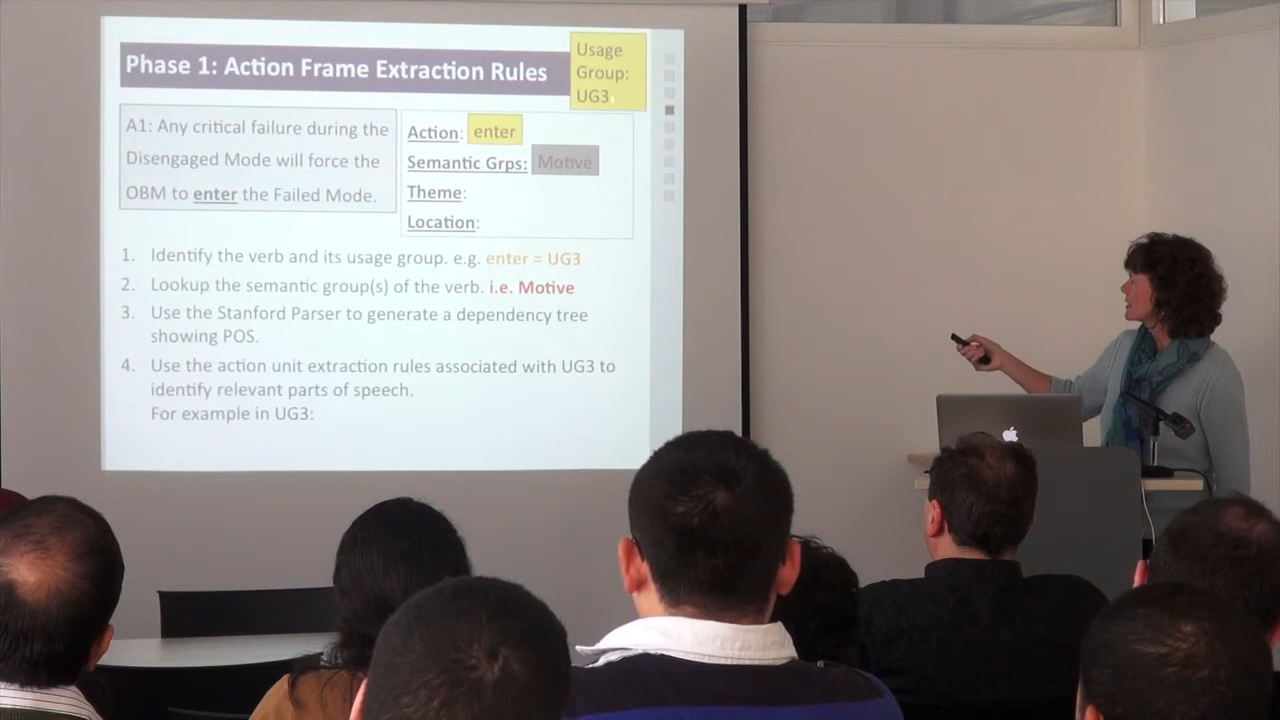 Phase 1: Action Frame Extraction Rules
Usage
Group:
UG3.
A1: Any critical failure during the
Disengaged Mode will force the
OBM to enter the Failed Mode.
Action: enter
Semantic Grps: Motive
Theme:
Location:
1. Identify the verb and its usage group. e.g. enter = UG3
2. Lookup the semantic group(s) of the verb. i.e. Motive
3. Use the Stanford Parser to generate a dependency tree
showing POS.
4. Use the action unit extraction rules associated with UG3 to
identify relevant parts of speech.
For example in UG3: